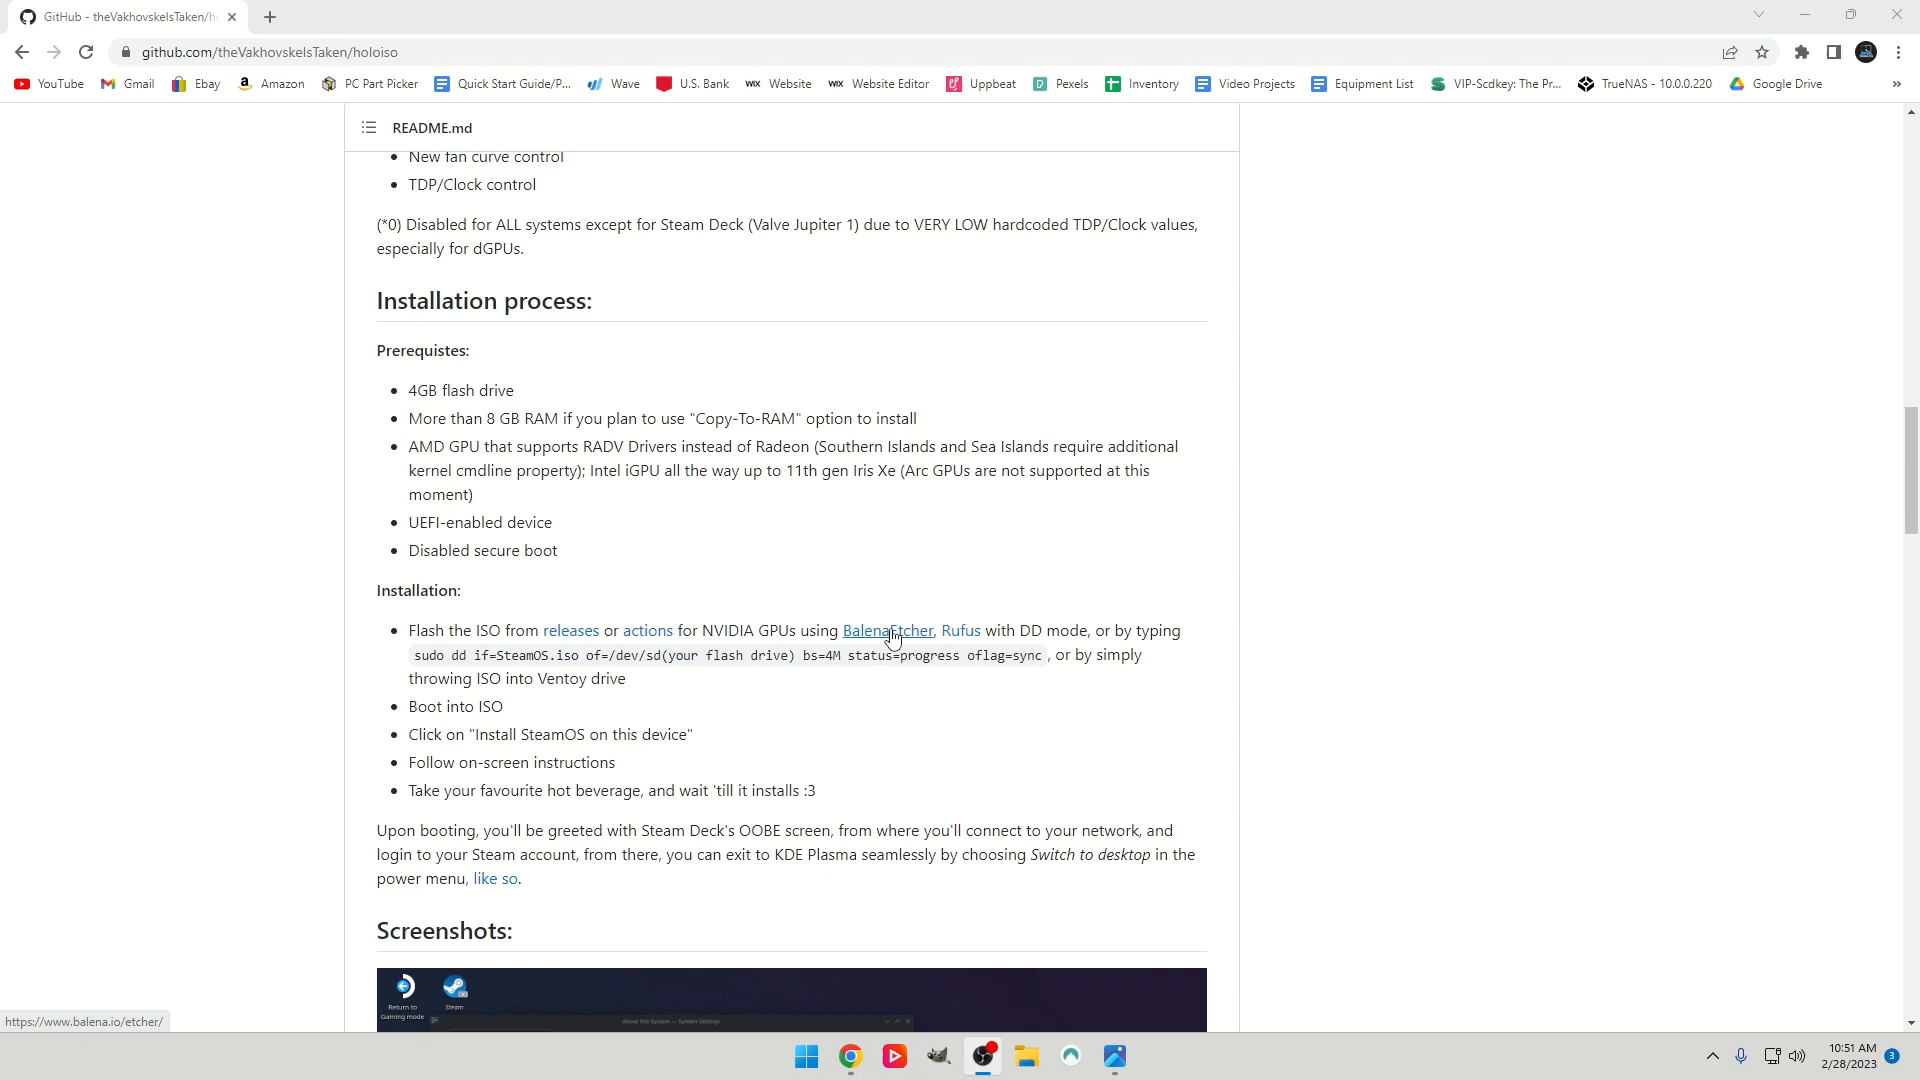 GitHub - theVakhovskeIsTaken/h
github.com/theVakhovskeIsTaken/holoiso
YouTube Gmail Ebay Amazon PC Part Picker Quick Start Guide/P... Wave U.S. Bank WiX Website WiX Website Editor Uppbeat Pexels Inventory Video Projects Equipment List VIP-Scdkey: The Pr... TrueNAS - 10.0.0.220 Google Drive »
README.md
New fan curve control
TDP/Clock control
(*0) Disabled for ALL systems except for Steam Deck (Valve Jupiter 1) due to VERY LOW hardcoded TDP/Clock values,
especially for dGPUs.
Installation process:
Prerequistes:
4GB flash drive
More than 8 GB RAM if you plan to use "Copy-To-RAM" option to install
AMD GPU that supports RADV Drivers instead of Radeon (Southern Islands and Sea Islands require additional
kernel cmdline property); Intel iGPU all the way up to 11th gen Iris Xe (Arc GPUs are not supported at this
moment)
UEFI-enabled device
Disabled secure boot
Installation:
Flash the ISO from releases or actions for NVIDIA GPUs using BalenaEtcher, Rufus with DD mode, or by typing
sudo dd if=SteamOS.iso of=/dev/sd(your flash drive) bs=4M status=progress oflag=sync , or by simply
throwing ISO into Ventoy drive
Boot into ISO
Click on "Install SteamOS on this device"
Follow on-screen instructions
Take your favourite hot beverage, and wait 'till it installs :3
Upon booting, you'll be greeted with Steam Deck's OOBE screen, from where you'll connect to your network, and
login to your Steam account, from there, you can exit to KDE Plasma seamlessly by choosing Switch to desktop in the
power menu, like so.
Screenshots:
Return to Steam
Gaming mode
About this System — System Settings
https://www.balena.io/etcher/
10:51 AM
2/28/2023 3